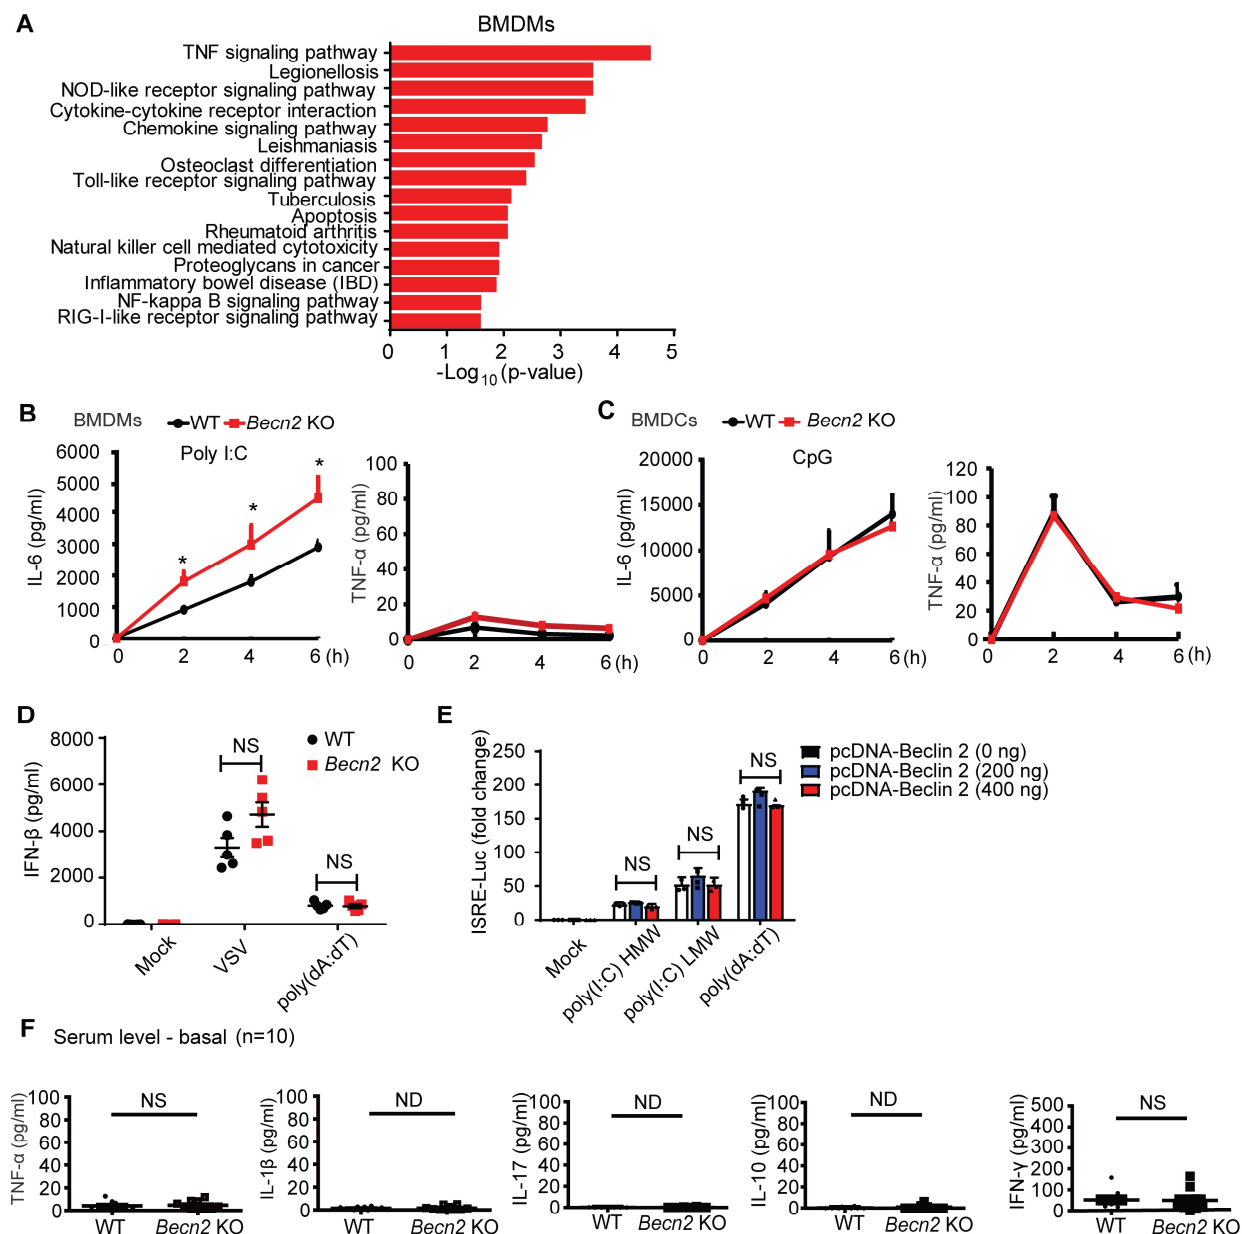 A
BMDMs
TNF signaling pathway
Legionellosis
NOD-like receptor signaling pathway
Cytokine-cytokine receptor interaction
Chemokine signaling pathway
Leishmaniasis
Osteoclast differentiation
Toll-like receptor signaling pathway
Tuberculosis
Apoptosis
Rheumatoid arthritis
Natural killer cell mediated cytotoxicity
Proteoglycans in cancer
Inflammatory bowel disease (IBD)
NF-kappa B signaling pathway
RIG-I-like receptor signaling pathway
0 1 2 3 4 5
-Log10 (p-value)
B
BMDMs
WT Becn2 KO
Poly I:C
IL-6 (pg/ml)
6000
5000
4000
3000
2000
1000
0
* * *
0 2 4 6 (h)
TNF-α (pg/ml)
100
80
60
40
20
0
0 2 4 6 (h)
C
BMDCs
WT Becn2 KO
CpG
IL-6 (pg/ml)
20000
15000
10000
5000
0
0 2 4 6 (h)
TNF-α (pg/ml)
120
100
80
60
40
20
0
0 2 4 6 (h)
D
IFN-β (pg/ml)
8000
6000
4000
2000
0
WT
Becn2 KO
NS
NS
Mock VSV poly(dA:dT)
E
ISRE-Luc (fold change)
250
200
150
100
50
0
NS
NS
NS
pcDNA-Beclin 2 (0 ng)
pcDNA-Beclin 2 (200 ng)
pcDNA-Beclin 2 (400 ng)
Mock poly(I:C) HMW poly(I:C) LMW poly(dA:dT)
F
Serum level - basal (n=10)
TNF-α (pg/ml)
100
80
60
40
20
0
NS
WT Becn2 KO
IL-1β (pg/ml)
100
80
60
40
20
0
ND
WT Becn2 KO
IL-17 (pg/ml)
100
80
60
40
20
0
ND
WT Becn2 KO
IL-10 (pg/ml)
100
80
60
40
20
0
ND
WT Becn2 KO
IFN-γ (pg/ml)
500
400
300
200
100
0
NS
WT Becn2 KO